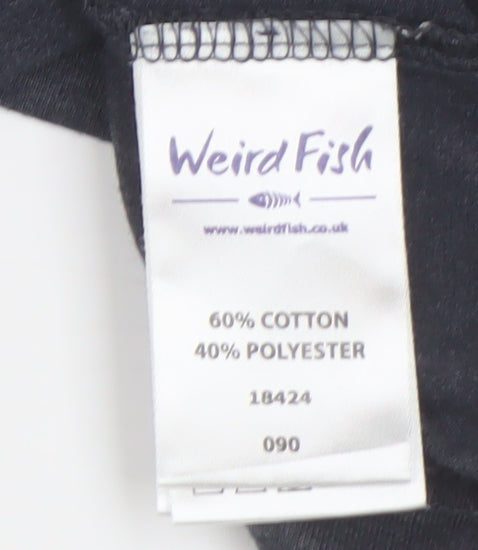 Weird Fish
www.weirdfish.co.uk
60% COTTON
40% POLYESTER
18424
090